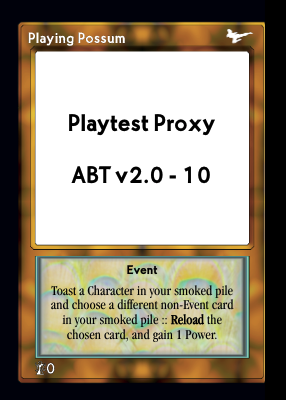 Playing Possum
Playtest Proxy
ABT v2.0 - 10
Event
Toast a Character in your smoked pile
and choose a different non-Event card
in your smoked pile :: Reload the
chosen card, and gain 1 Power.
10